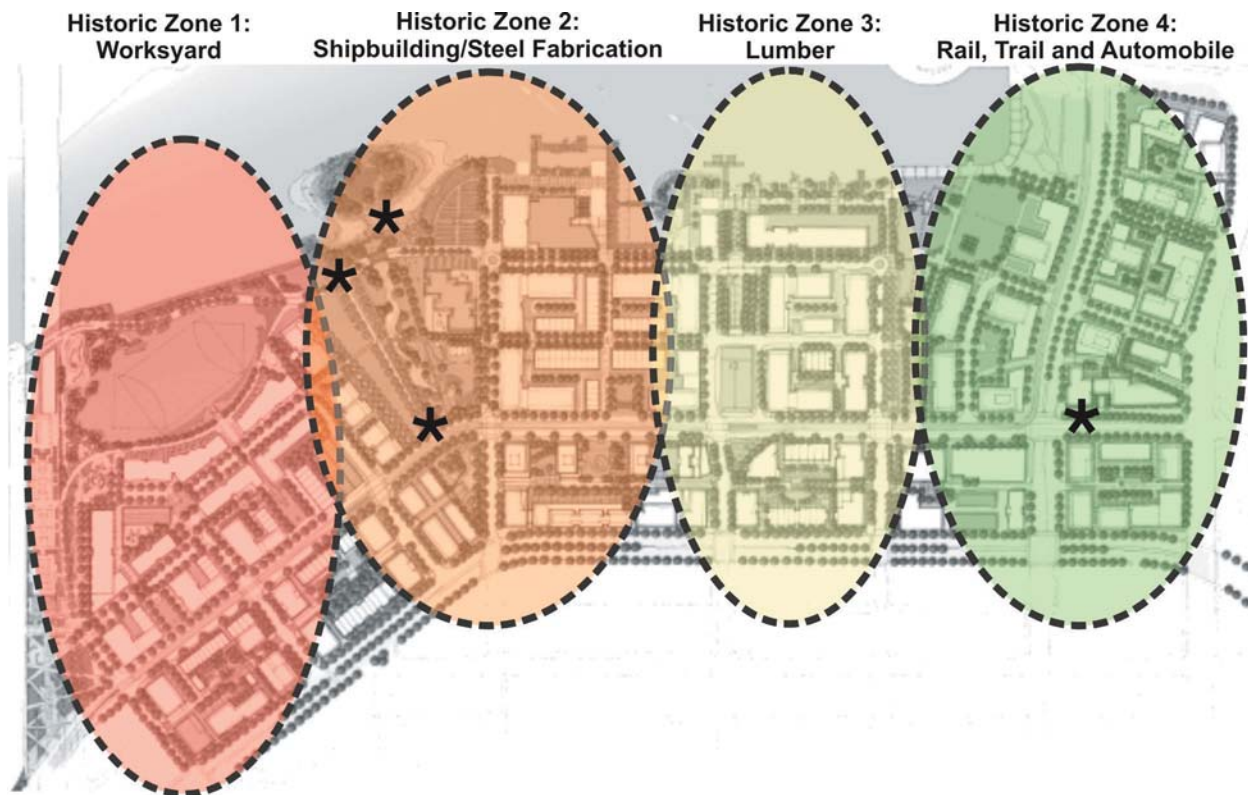 Historic Zone 1:
Worksyard
Historic Zone 2:
Shipbuilding/Steel Fabrication
Historic Zone 3:
Lumber
Historic Zone 4:
Rail, Trail and Automobile
*
*
*
*